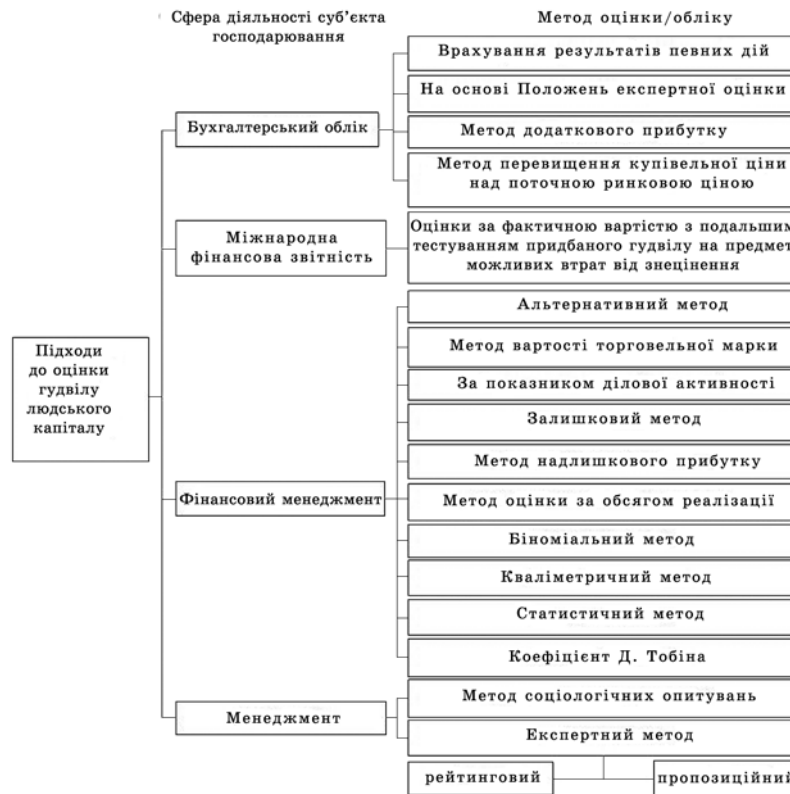 Сфера діяльності суб’єкта
господарювання
Метод оцінки/обліку
Підходи
до оцінки
гудвілу
людського
капіталу
Бухгалтерський облік
Врахування результатів певних дій
На основі Положень експертної оцінки
Метод додаткового прибутку
Метод перевищення купівельної ціни
над поточною ринковою ціною
Міжнародна
фінансова звітність
Оцінки за фактичною вартістю з подальшим
тестуванням придбаного гудвілу на предмет
можливих втрат від знецінення
Фінансовий менеджмент
Альтернативний метод
Метод вартості торговельної марки
За показником ділової активності
Залишковий метод
Метод надлишкового прибутку
Метод оцінки за обсягом реалізації
Біноміальний метод
Кваліметричний метод
Статистичний метод
Коефіцієнт Д. Тобіна
Менеджмент
Метод соціологічних опитувань
Експертний метод
рейтинговий
пропозиційний